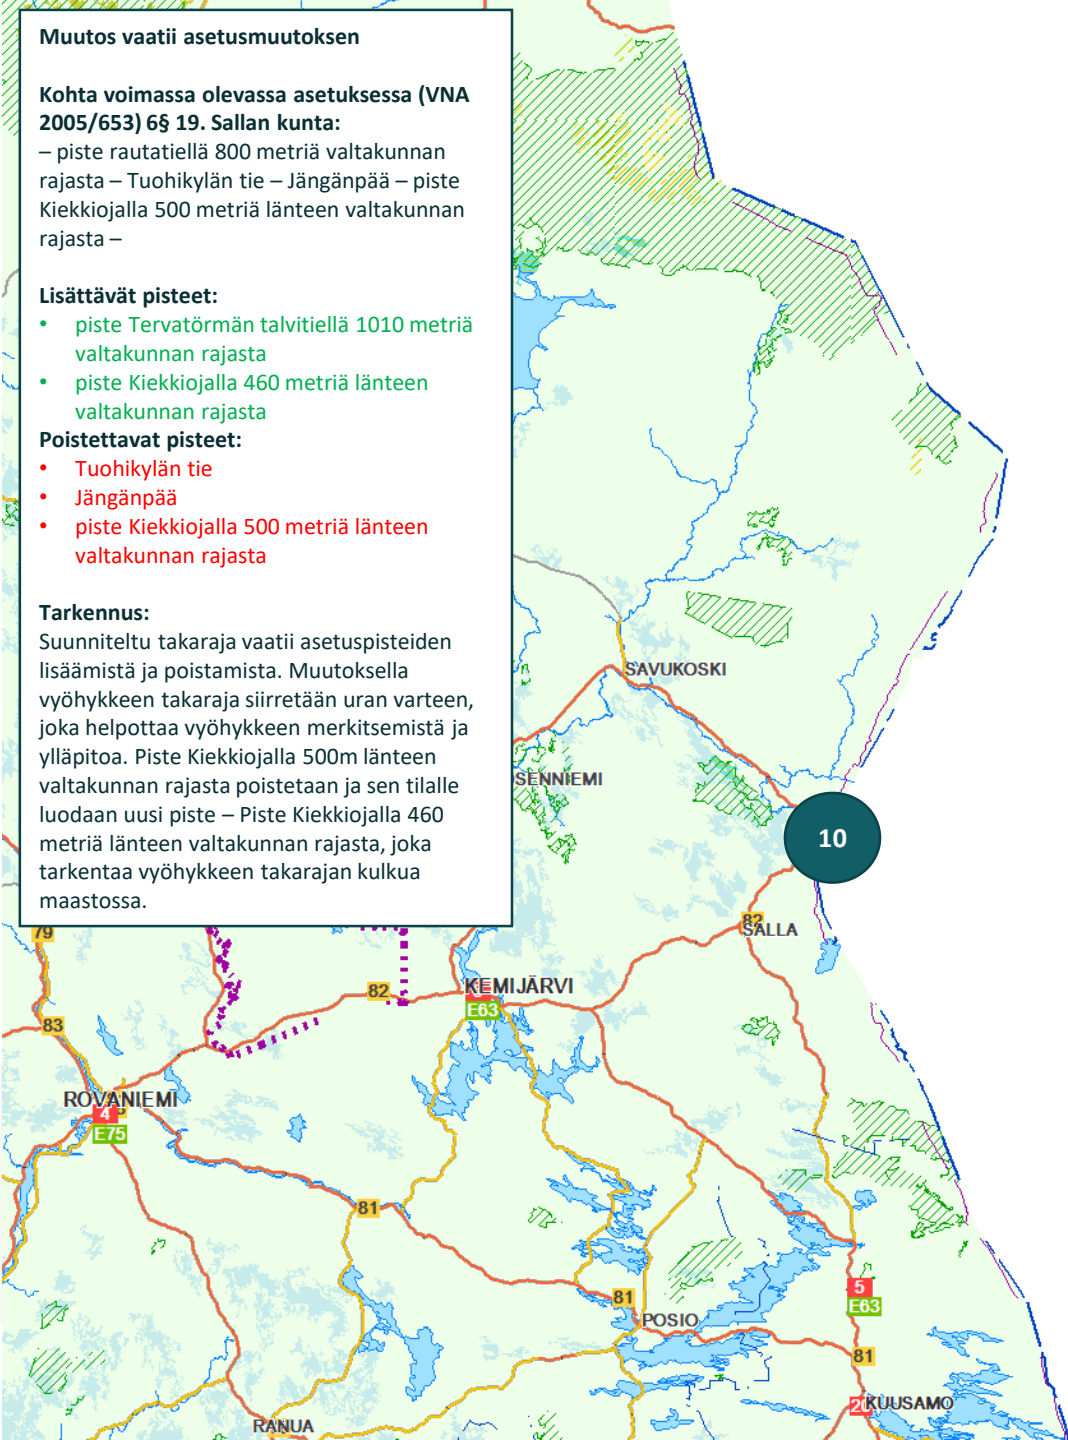 Muutos vaatii asetusmuutoksen
Kohta voimassa olevassa asetuksessa (VNA
2005/653) 6§ 19. Sallan kunta:
– piste rautatiellä 800 metriä valtakunnan
rajasta – Tuohikylän tie – Jängänpää – piste
Kiekkiojalla 500 metriä länteen valtakunnan
rajasta –
Lisättävät pisteet:
• piste Tervatörmän talvitiellä 1010 metriä
valtakunnan rajasta
• piste Kiekkiojalla 460 metriä länteen
valtakunnan rajasta
Poistettavat pisteet:
• Tuohikylän tie
• Jängänpää
• piste Kiekkiojalla 500 metriä länteen
valtakunnan rajasta
Tarkennus:
Suunniteltu takaraja vaatii asetuspisteiden
lisäämistä ja poistamista. Muutoksella
vyöhykkeen takaraja siirretään uran varteen,
joka helpottaa vyöhykkeen merkitsemistä ja
ylläpitoa. Piste Kiekkiojalla 500m länteen
valtakunnan rajasta poistetaan ja sen tilalle
luodaan uusi piste – Piste Kiekkiojalla 460
metriä länteen valtakunnan rajasta, joka
tarkentaa vyöhykkeen takarajan kulkua
maastossa.
SAVUKOSKI
SENNIEMI
10
79
82
SALLA
82
KEMIJÄRVI
E63
83
ROVANIEMI
4
E75
81
5
E63
81
POSIO
81
KUUSAMO
RANUA